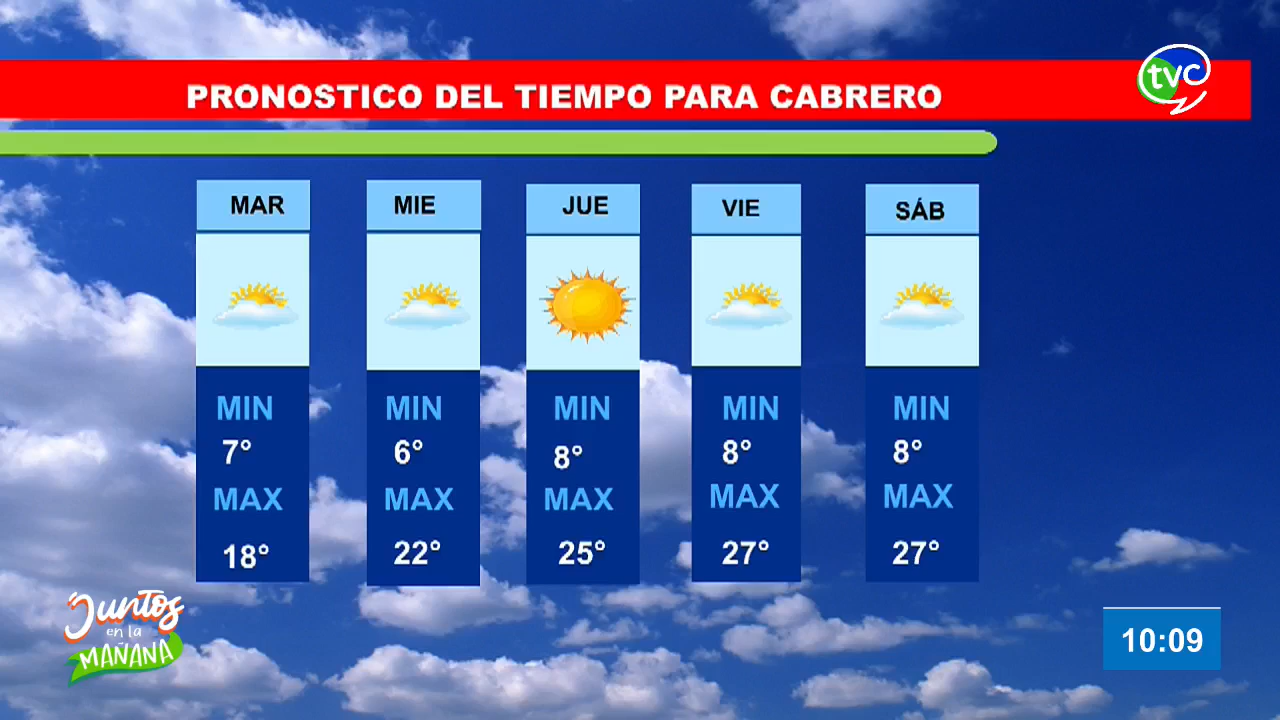 PRONOSTICO DEL TIEMPO PARA CABRERO
tvc
MAR
MIE
JUE
VIE
SÁB
MIN
MIN
MIN
MIN
MIN
7°
6°
8°
8°
8°
MAX
MAX
MAX
MAX
MAX
18°
22°
25°
27°
27°
Juntos
en la
MAÑANA
10:09